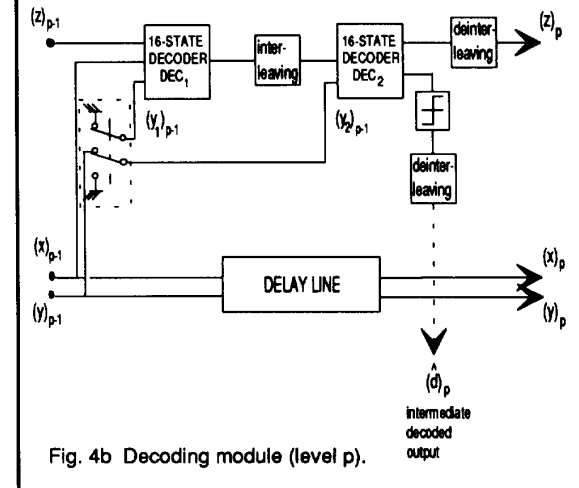 (z)p-1
16-STATE
DECODER
DEC1
inter-
leaving
16-STATE
DECODER
DEC2
deinter-
leaving
(z)p
(y1)p-1
(y2)p-1
deinter-
leaving
(x)p-1
(y)p-1
DELAY LINE
(x)p
(y)p
(d̂)p
intermediate
decoded
output
Fig. 4b Decoding module (level p).